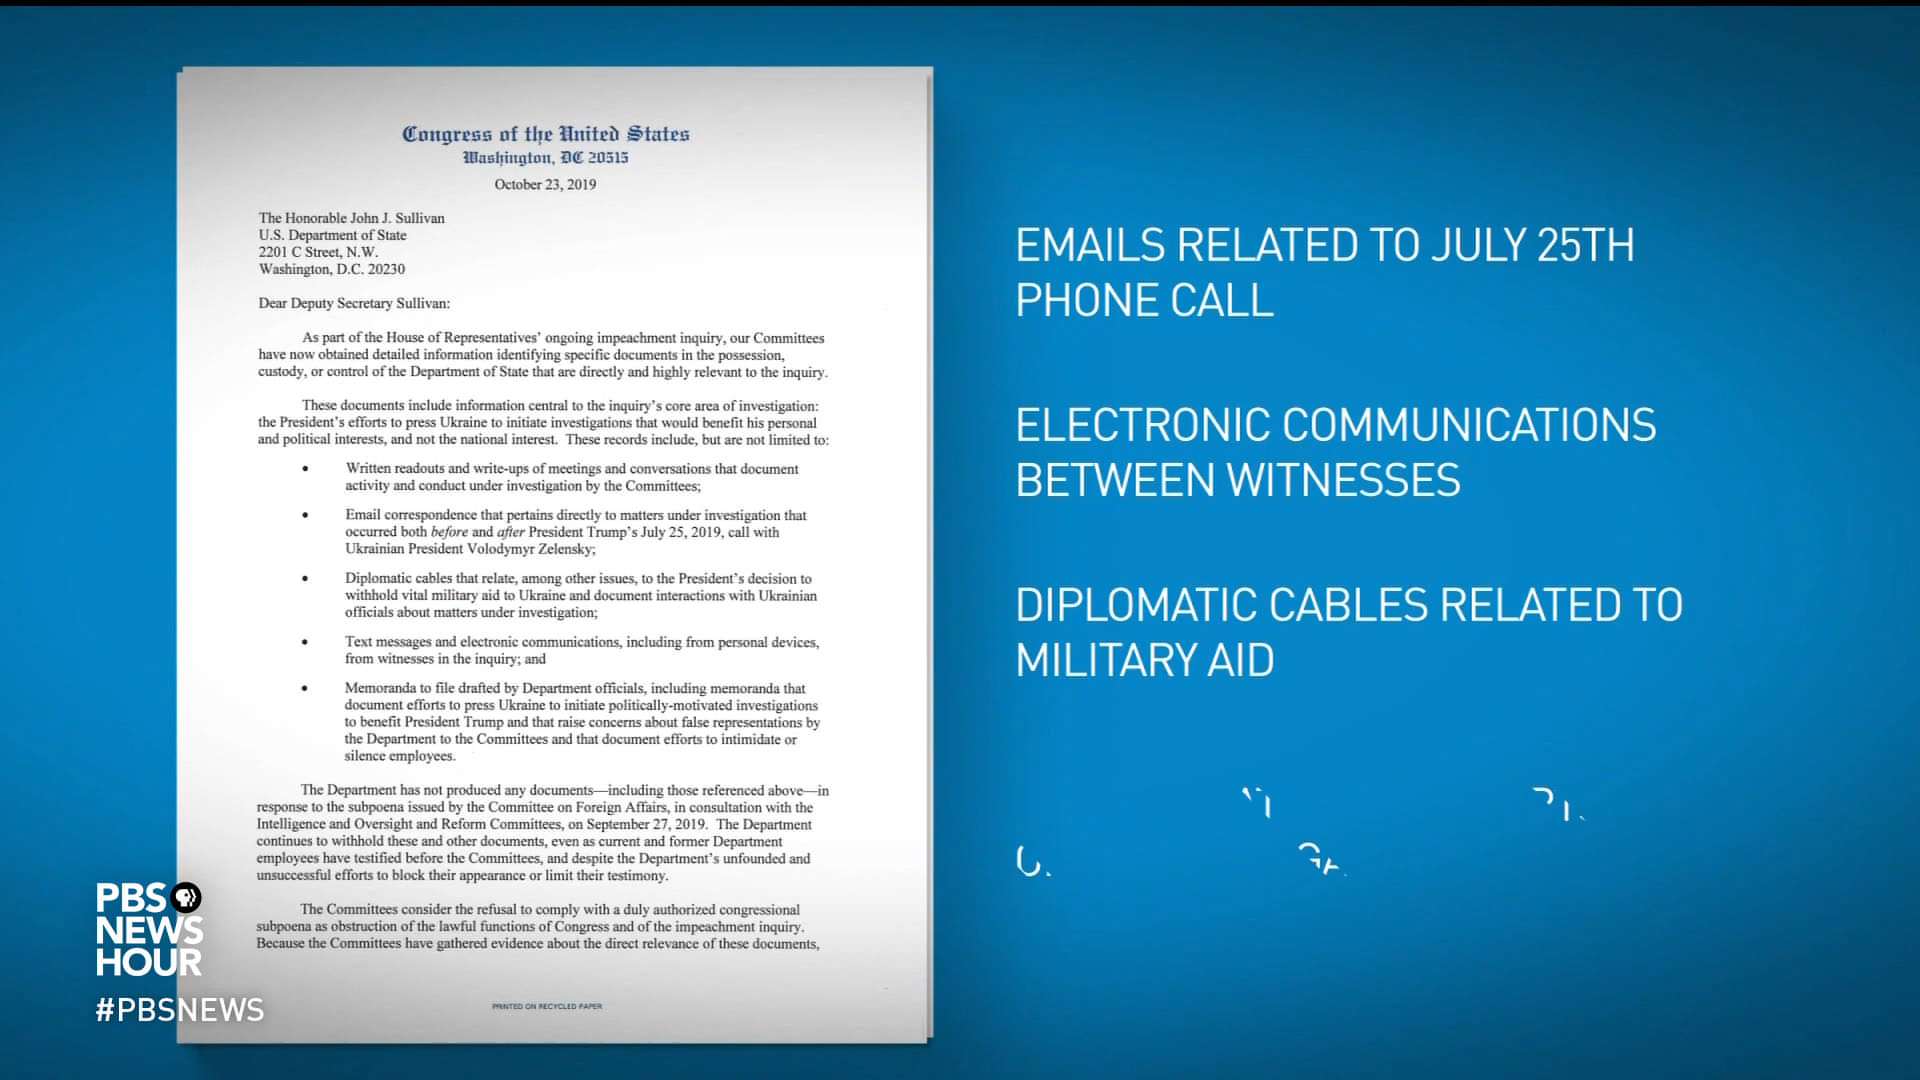 Congress of the United States
Washington, DC 20515
October 23, 2019
The Honorable John J. Sullivan
U.S. Department of State
2201 C Street, N.W.
Washington, D.C. 20230
Dear Deputy Secretary Sullivan:
As part of the House of Representatives' ongoing impeachment inquiry, our Committees
have now obtained detailed information identifying specific documents in the possession,
custody, or control of the Department of State that are directly and highly relevant to the inquiry.
These documents include information central to the inquiry's core area of investigation:
the President's efforts to press Ukraine to initiate investigations that would benefit his personal
and political interests, and not the national interest. These records include, but are not limited to:
• Written readouts and write-ups of meetings and conversations that document
activity and conduct under investigation by the Committees;
• Email correspondence that pertains directly to matters under investigation that
occurred both before and after President Trump's July 25, 2019, call with
Ukrainian President Volodymyr Zelensky;
• Diplomatic cables that relate, among other issues, to the President's decision to
withhold vital military aid to Ukraine and document interactions with Ukrainian
officials about matters under investigation;
• Text messages and electronic communications, including from personal devices,
from witnesses in the inquiry; and
• Memoranda to file drafted by Department officials, including memoranda that
document efforts to press Ukraine to initiate politically-motivated investigations
to benefit President Trump and that raise concerns about false representations by
the Department to the Committees and that document efforts to intimidate or
silence employees.
The Department has not produced any documents—including those referenced above—in
response to the subpoena issued by the Committee on Foreign Affairs, in consultation with the
Intelligence and Oversight and Reform Committees, on September 27, 2019. The Department
continues to withhold these and other documents, even as current and former Department
employees have testified before the Committees, and despite the Department's unfounded and
unsuccessful efforts to block their appearance or limit their testimony.
The Committees consider the refusal to comply with a duly authorized congressional
subpoena as obstruction of the lawful functions of Congress and of the impeachment inquiry.
Because the Committees have gathered evidence about the direct relevance of these documents,
PRINTED ON RECYCLED PAPER
EMAILS RELATED TO JULY 25TH
PHONE CALL
ELECTRONIC COMMUNICATIONS
BETWEEN WITNESSES
DIPLOMATIC CABLES RELATED TO
MILITARY AID
PBS
NEWS
HOUR
#PBSNEWS